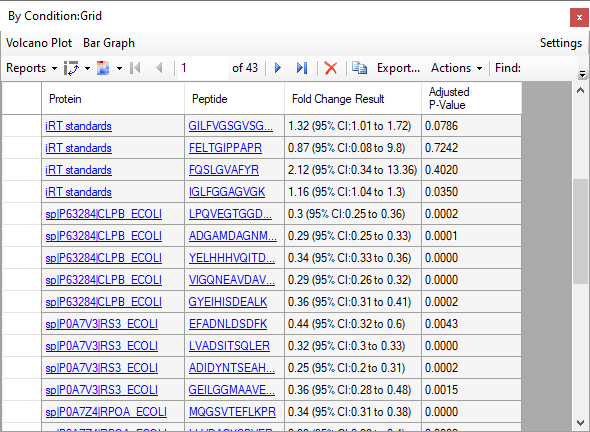 By Condition:Grid
Volcano Plot Bar Graph Settings
Reports 1 of 43 Export... Actions Find:
Protein Peptide Fold Change Result Adjusted P-Value
iRT standards GILFVGSGVSG... 1.32 (95% CI:1.01 to 1.72) 0.0786
iRT standards FELTGIPPAPR 0.87 (95% CI:0.08 to 9.8) 0.7242
iRT standards FQSLGVAFYR 2.12 (95% CI:0.34 to 13.36) 0.4020
iRT standards IGLFGGAGVGK 1.16 (95% CI:1.04 to 1.3) 0.0350
sp|P63284|CLPB_ECOLI LPQVEGTGGD... 0.3 (95% CI:0.25 to 0.36) 0.0002
sp|P63284|CLPB_ECOLI ADGAMDAGNM... 0.29 (95% CI:0.25 to 0.33) 0.0001
sp|P63284|CLPB_ECOLI YELHHHVQITD... 0.34 (95% CI:0.33 to 0.36) 0.0000
sp|P63284|CLPB_ECOLI VIGQNEAVDAV... 0.29 (95% CI:0.26 to 0.32) 0.0000
sp|P63284|CLPB_ECOLI GYEIHISDEALK 0.36 (95% CI:0.31 to 0.41) 0.0002
sp|P0A7V3|RS3_ECOLI EFADNLDSDFK 0.44 (95% CI:0.32 to 0.6) 0.0043
sp|P0A7V3|RS3_ECOLI LVADSITSQLER 0.32 (95% CI:0.3 to 0.33) 0.0000
sp|P0A7V3|RS3_ECOLI ADIDYNTSEAH... 0.25 (95% CI:0.2 to 0.31) 0.0002
sp|P0A7V3|RS3_ECOLI GEILGGMAAVE... 0.36 (95% CI:0.28 to 0.48) 0.0015
sp|P0A7Z4|RPOA_ECOLI MQGSVTEFLKPR 0.34 (95% CI:0.31 to 0.38) 0.0000